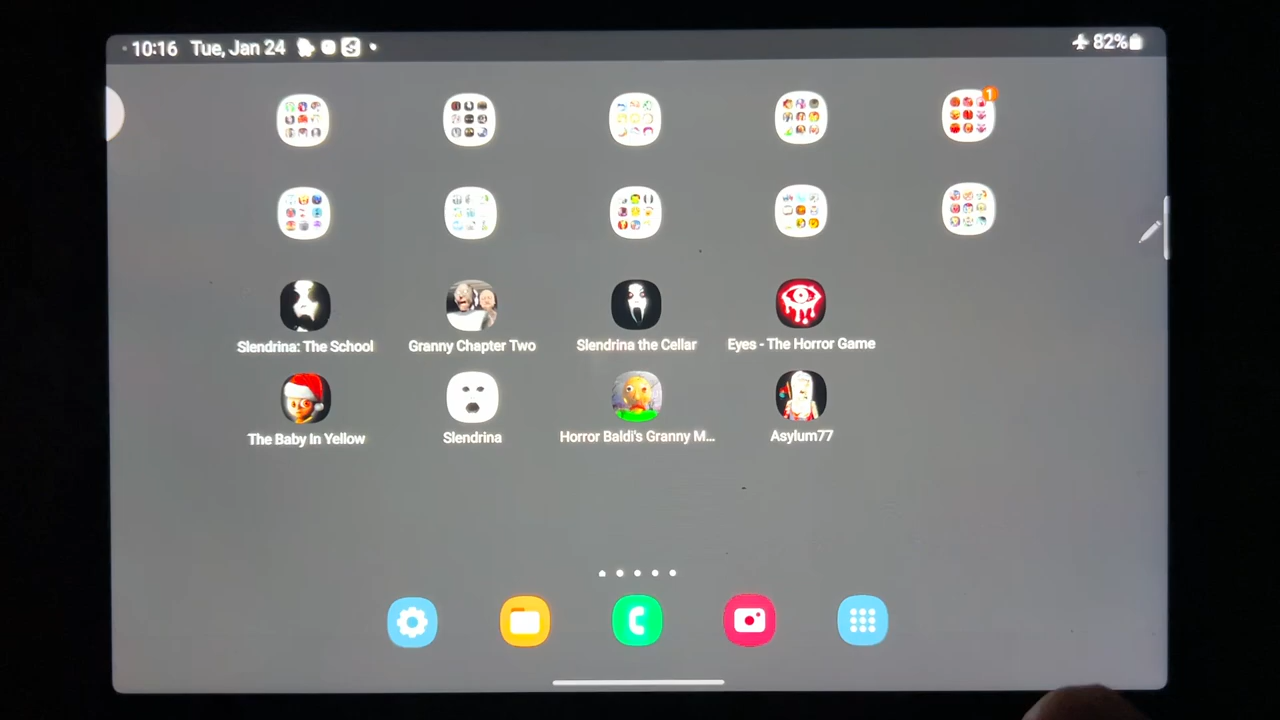 10:16 Tue, Jan 24
82%
1
Slendrina: The School
Granny Chapter Two
Slendrina the Cellar
Eyes - The Horror Game
The Baby In Yellow
Slendrina
Horror Baldi's Granny M...
Asylum77